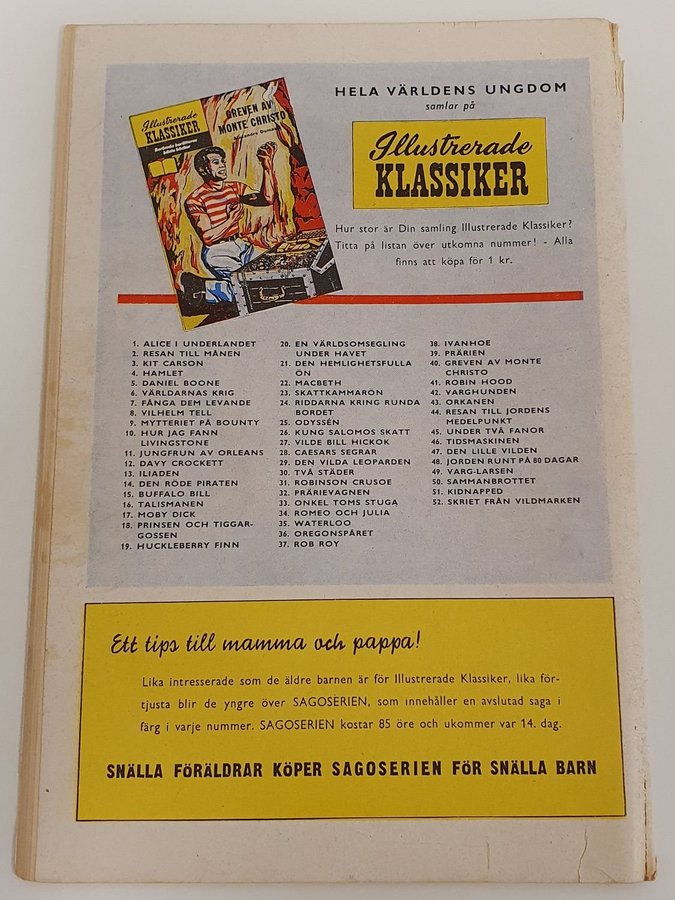 HELA VÄRLDENS UNGDOM
samlar på
Illustrerade
KLASSIKER
Illustrerade
KLASSIKER
GREVEN AV
MONTE CHRISTO
Hur stor är Din samling Illustrerade Klassiker?
Titta på listan över utkomna nummer! - Alla
finns att köpa för 1 kr.
1. ALICE I UNDERLANDET
2. RESAN TILL MÅNEN
3. KIT CARSON
4. HAMLET
5. DANIEL BOONE
6. VÄRLDARNAS KRIG
7. FÅNGA DEM LEVANDE
8. VILHELM TELL
9. MYTTERIET PÅ BOUNTY
10. HUR JAG FANN
LIVINGSTONE
11. JUNGFRUN AV ORLEANS
12. DAVY CROCKETT
13. ILIADEN
14. DEN RÖDE PIRATEN
15. BUFFALO BILL
16. TALISMANEN
17. MOBY DICK
18. PRINSEN OCH TIGGAR-
GOSSEN
19. HUCKLEBERRY FINN
20. EN VÄRLDSOMSEGLING
UNDER HAVET
21. DEN HEMLIGHETSFULLA
ÖN
22. MACBETH
23. SKATTKAMMARÖN
24. RIDDARNA KRING RUNDA
BORDET
25. ODYSSÉN
26. KUNG SALOMOS SKATT
27. VILDE BILL HICKOK
28. CAESARS SEGRAR
29. DEN VILDA LEOPARDEN
30. TVÅ STÄDER
31. ROBINSON CRUSOE
32. PRÄRIEVAGNEN
33. ONKEL TOMS STUGA
34. ROMEO OCH JULIA
35. WATERLOO
36. OREGONSPÅRET
37. ROB ROY
38. IVANHOE
39. PRÄRIEN
40. GREVEN AV MONTE
CHRISTO
41. ROBIN HOOD
42. VARGHUNDEN
43. ORKANEN
44. RESAN TILL JORDENS
MEDELPUNKT
45. UNDER TVÅ FANOR
46. TIDSMASKINEN
47. DEN LILLE VILDEN
48. JORDEN RUNT PÅ 80 DAGAR
49. VARG-LARSEN
50. SAMMANBROTTET
51. KIDNAPPED
52. SKRIET FRÅN VILDMARKEN
Ett tips till mamma och pappa!
Lika intresserade som de äldre barnen är för Illustrerade Klassiker, lika för-
tjusta blir de yngre över SAGOSERIEN, som innehåller en avslutad saga i
färg i varje nummer. SAGOSERIEN kostar 85 öre och ukommer var 14. dag.
SNÄLLA FÖRÄLDRAR KÖPER SAGOSERIEN FÖR SNÄLLA BARN